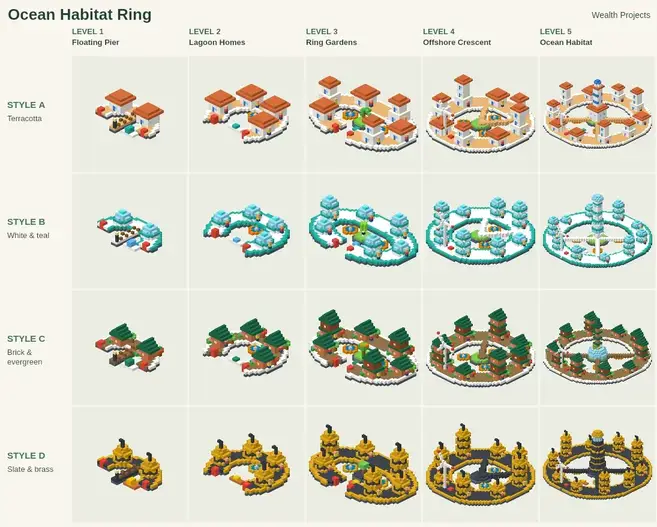 Ocean Habitat Ring
Wealth Projects
LEVEL 1
Floating Pier
LEVEL 2
Lagoon Homes
LEVEL 3
Ring Gardens
LEVEL 4
Offshore Crescent
LEVEL 5
Ocean Habitat
STYLE A
Terracotta
STYLE B
White & teal
STYLE C
Brick &
evergreen
STYLE D
Slate & brass